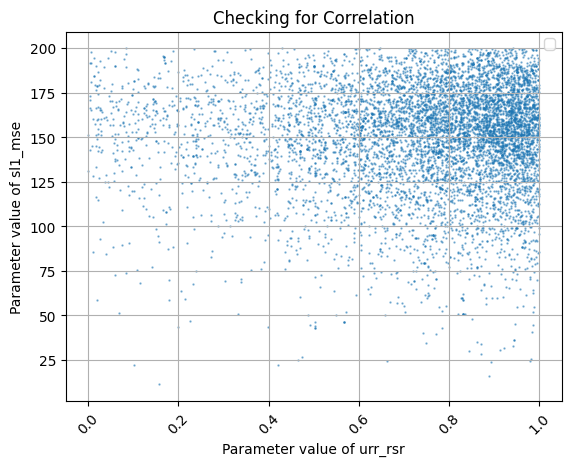 Checking for Correlation
Parameter value of sl1_mse
200
175
150
125
100
75
50
25
0.0 0.2 0.4 0.6 0.8 1.0
Parameter value of urr_rsr